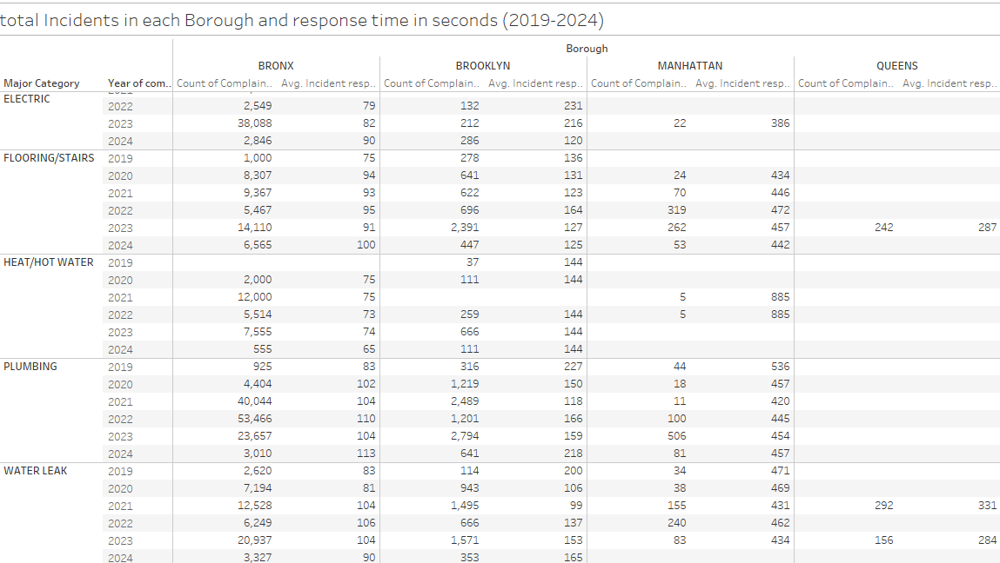 total Incidents in each Borough and response time in seconds (2019-2024)
Borough
BRONX BROOKLYN MANHATTAN QUEENS
Major Category Year of com.. Count of Complain.. Avg. Incident resp.. Count of Complain.. Avg. Incident resp.. Count of Complain.. Avg. Incident resp.. Count of Complain.. Avg. Incident resp..
ELECTRIC
2022 2,549 79 132 231
2023 38,088 82 212 216 22 386
2024 2,846 90 286 120
FLOORING/STAIRS 2019 1,000 75 278 136
2020 8,307 94 641 131 24 434
2021 9,367 93 622 123 70 446
2022 5,467 95 696 164 319 472
2023 14,110 91 2,391 127 262 457 242 287
2024 6,565 100 447 125 53 442
HEAT/HOT WATER 2019 37 144
2020 2,000 75 111 144
2021 12,000 75 5 885
2022 5,514 73 259 144 5 885
2023 7,555 74 666 144
2024 555 65 111 144
PLUMBING 2019 925 83 316 227 44 536
2020 4,404 102 1,219 150 18 457
2021 40,044 104 2,489 118 11 420
2022 53,466 110 1,201 166 100 445
2023 23,657 104 2,794 159 506 454
2024 3,010 113 641 218 81 457
WATER LEAK 2019 2,620 83 114 200 34 471
2020 7,194 81 943 106 38 469
2021 12,528 104 1,495 99 155 431 292 331
2022 6,249 106 666 137 240 462
2023 20,937 104 1,571 153 83 434 156 284
2024 3,327 90 353 165